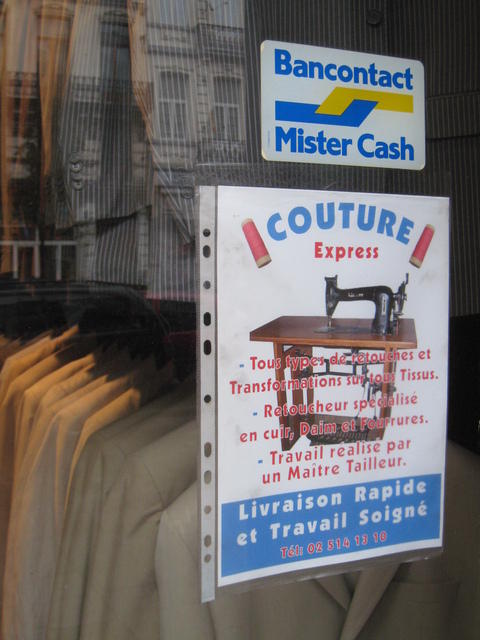 Bancontact
Mister Cash
COUTURE
Express
- Tous types de retouches et
Transformations sur tous Tissus.
- Retoucheur spécialisé
en cuir, Daim et Fourrures.
- Travail realisé par
un Maître Tailleur.
Livraison Rapide
et Travail Soigné
Tél: 02 514 13 10